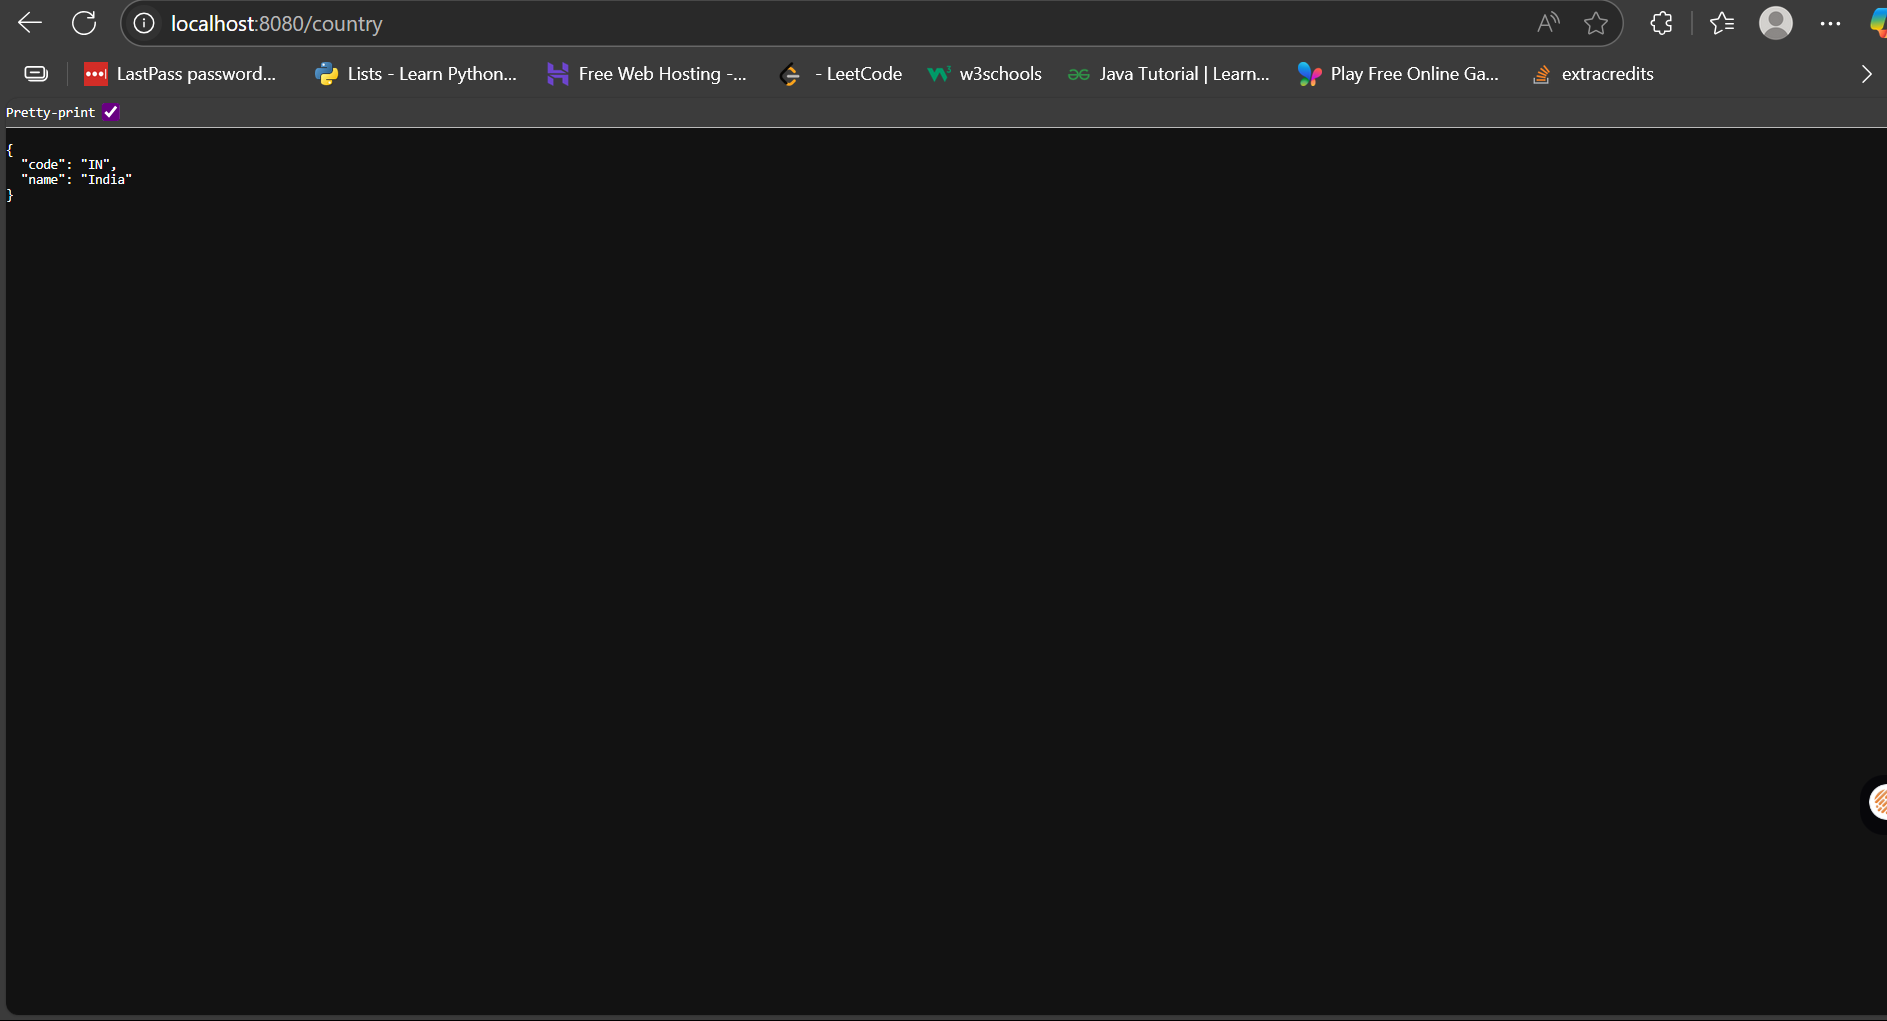 localhost:8080/country
LastPass password... Lists - Learn Python... Free Web Hosting -... - LeetCode w3schools Java Tutorial | Learn... Play Free Online Ga... extracredits
Pretty-print
{
"code": "IN",
"name": "India"
}